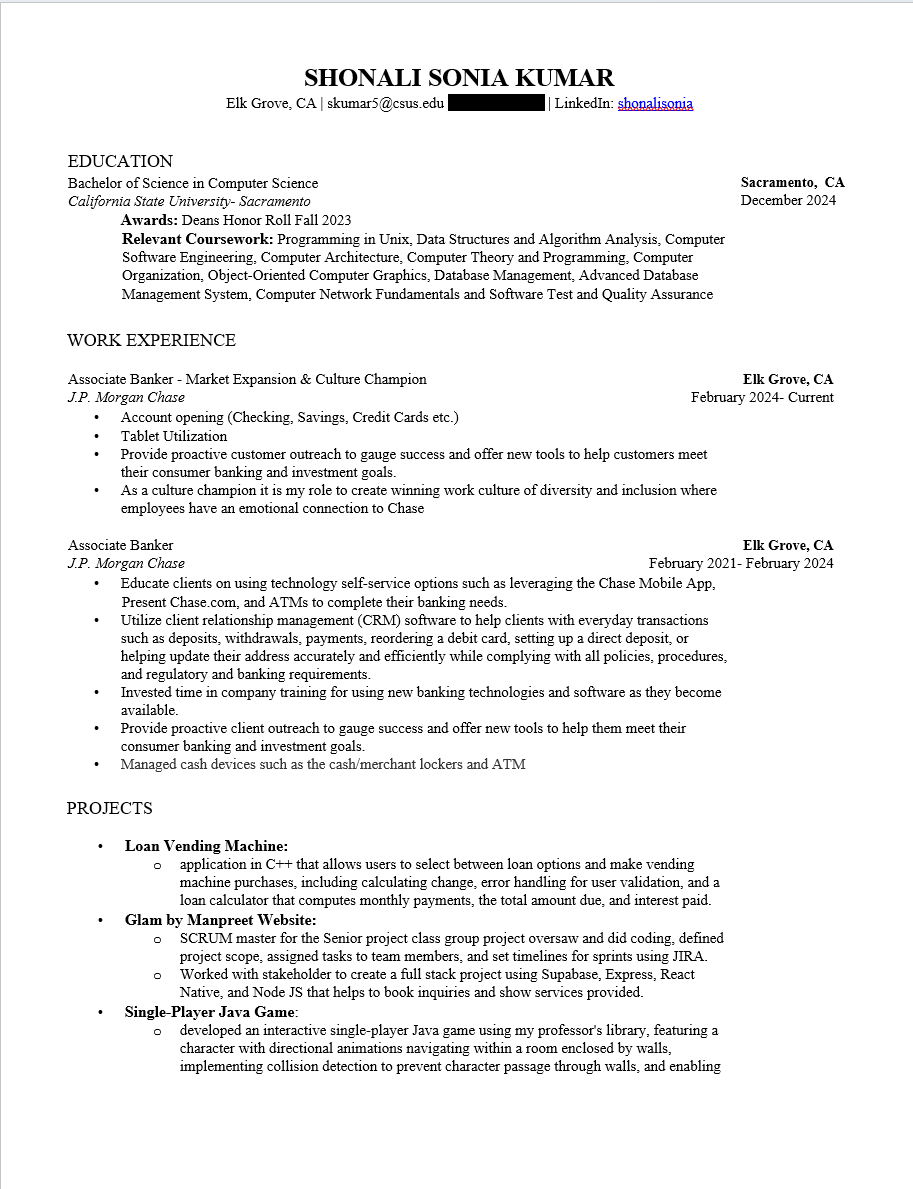 SHONALI SONIA KUMAR
Elk Grove, CA | skumar5@csus.edu | LinkedIn: shonalisonia
EDUCATION
Bachelor of Science in Computer Science Sacramento, CA
California State University- Sacramento December 2024
Awards: Deans Honor Roll Fall 2023
Relevant Coursework: Programming in Unix, Data Structures and Algorithm Analysis, Computer
Software Engineering, Computer Architecture, Computer Theory and Programming, Computer
Organization, Object-Oriented Computer Graphics, Database Management, Advanced Database
Management System, Computer Network Fundamentals and Software Test and Quality Assurance
WORK EXPERIENCE
Associate Banker - Market Expansion & Culture Champion Elk Grove, CA
J.P. Morgan Chase February 2024- Current
• Account opening (Checking, Savings, Credit Cards etc.)
• Tablet Utilization
• Provide proactive customer outreach to gauge success and offer new tools to help customers meet
their consumer banking and investment goals.
• As a culture champion it is my role to create winning work culture of diversity and inclusion where
employees have an emotional connection to Chase
Associate Banker Elk Grove, CA
J.P. Morgan Chase February 2021- February 2024
• Educate clients on using technology self-service options such as leveraging the Chase Mobile App,
Present Chase.com, and ATMs to complete their banking needs.
• Utilize client relationship management (CRM) software to help clients with everyday transactions
such as deposits, withdrawals, payments, reordering a debit card, setting up a direct deposit, or
helping update their address accurately and efficiently while complying with all policies, procedures,
and regulatory and banking requirements.
• Invested time in company training for using new banking technologies and software as they become
available.
• Provide proactive client outreach to gauge success and offer new tools to help them meet their
consumer banking and investment goals.
• Managed cash devices such as the cash/merchant lockers and ATM
PROJECTS
• Loan Vending Machine:
o application in C++ that allows users to select between loan options and make vending
machine purchases, including calculating change, error handling for user validation, and a
loan calculator that computes monthly payments, the total amount due, and interest paid.
• Glam by Manpreet Website:
o SCRUM master for the Senior project class group project oversaw and did coding, defined
project scope, assigned tasks to team members, and set timelines for sprints using JIRA.
o Worked with stakeholder to create a full stack project using Supabase, Express, React
Native, and Node JS that helps to book inquiries and show services provided.
• Single-Player Java Game:
o developed an interactive single-player Java game using my professor's library, featuring a
character with directional animations navigating within a room enclosed by walls,
implementing collision detection to prevent character passage through walls, and enabling